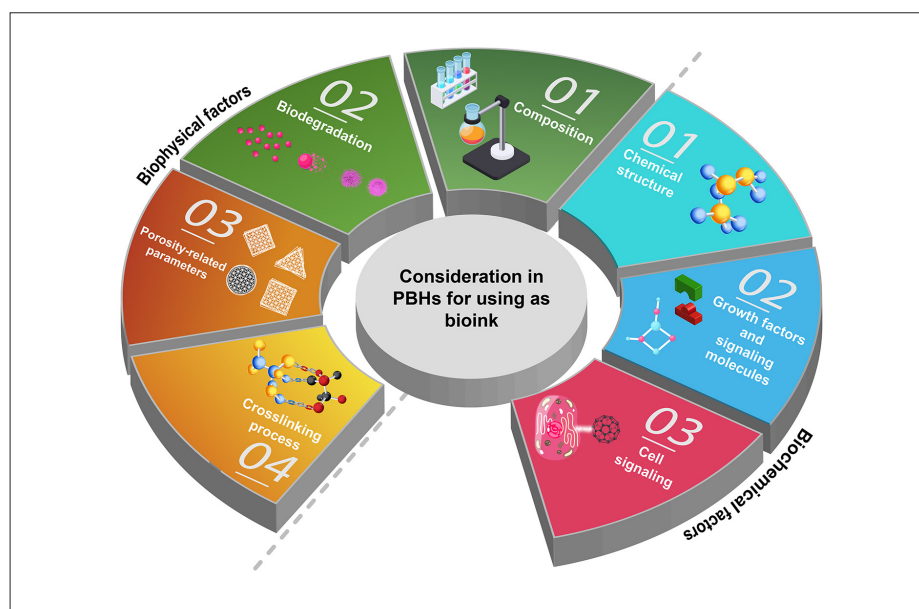 Consideration in
PBHs for using as
bioink
Biophysical factors
01
Composition
02
Biodegradation
03
Porosity-related
parameters
Crosslinking
process
04
Biochemical factors
01
Chemical
structure
02
Growth factors
and
signaling
molecules
03
Cell
signaling